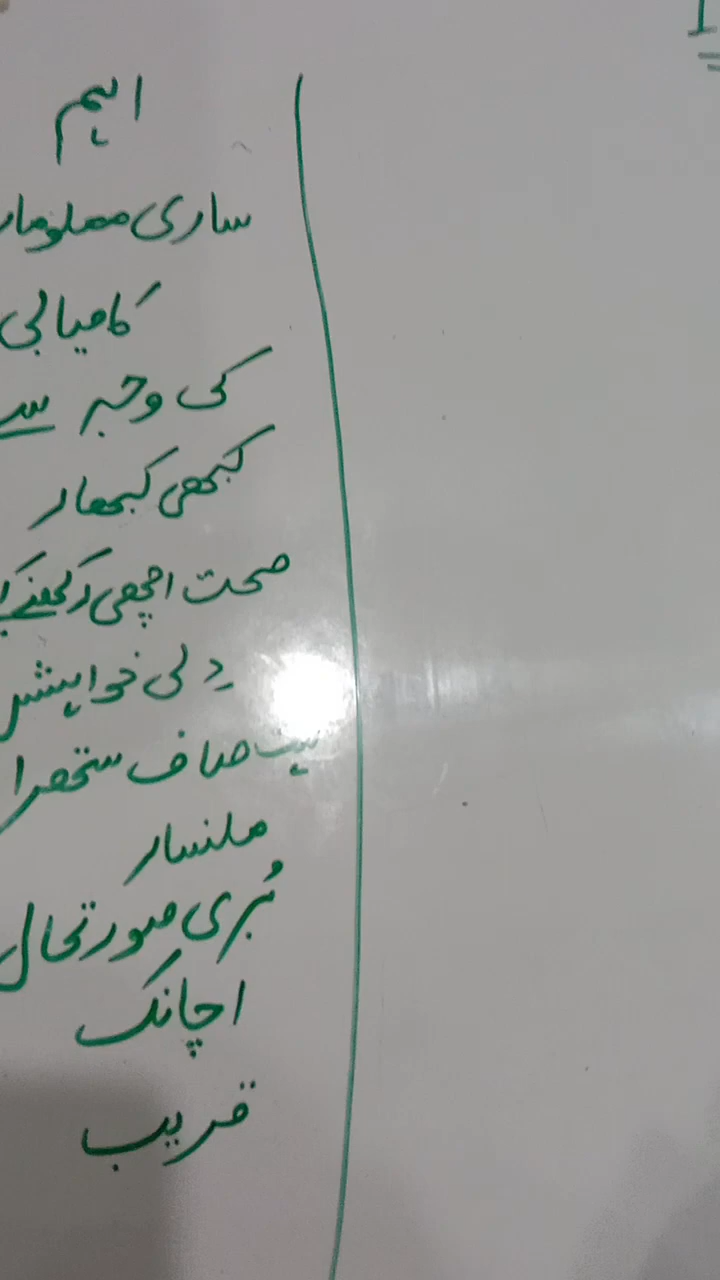 اہم
ساری معلومات
کامیابی
کی وجہ سے
کبھی کبھار
صحت اچھی رکھنے
دلی خواہش
صاف ستھرا
ملنسار
بُری صورتحال
اچانک
قریب